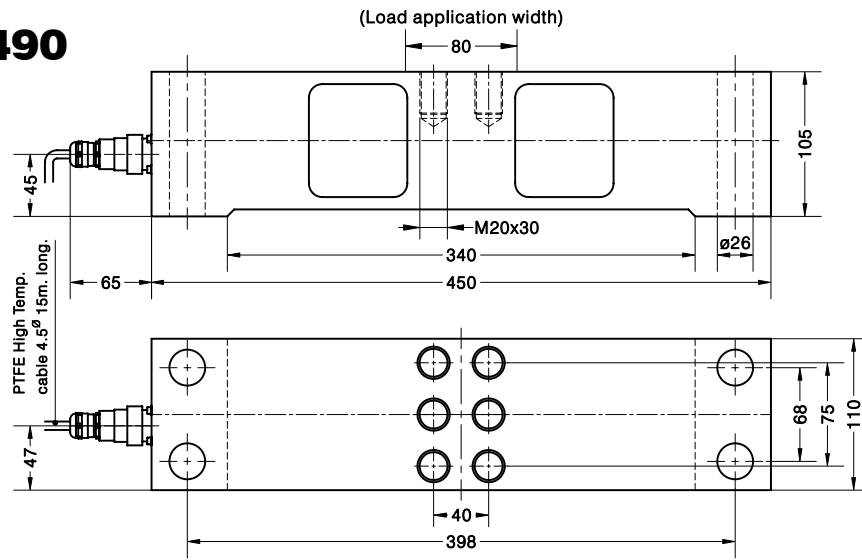 490
(Load application width)
80
45
105
M20x30
ø26
340
65
450
PTFE High Temp.
cable 4.5ø 15m. long.
47
68
75
110
40
398